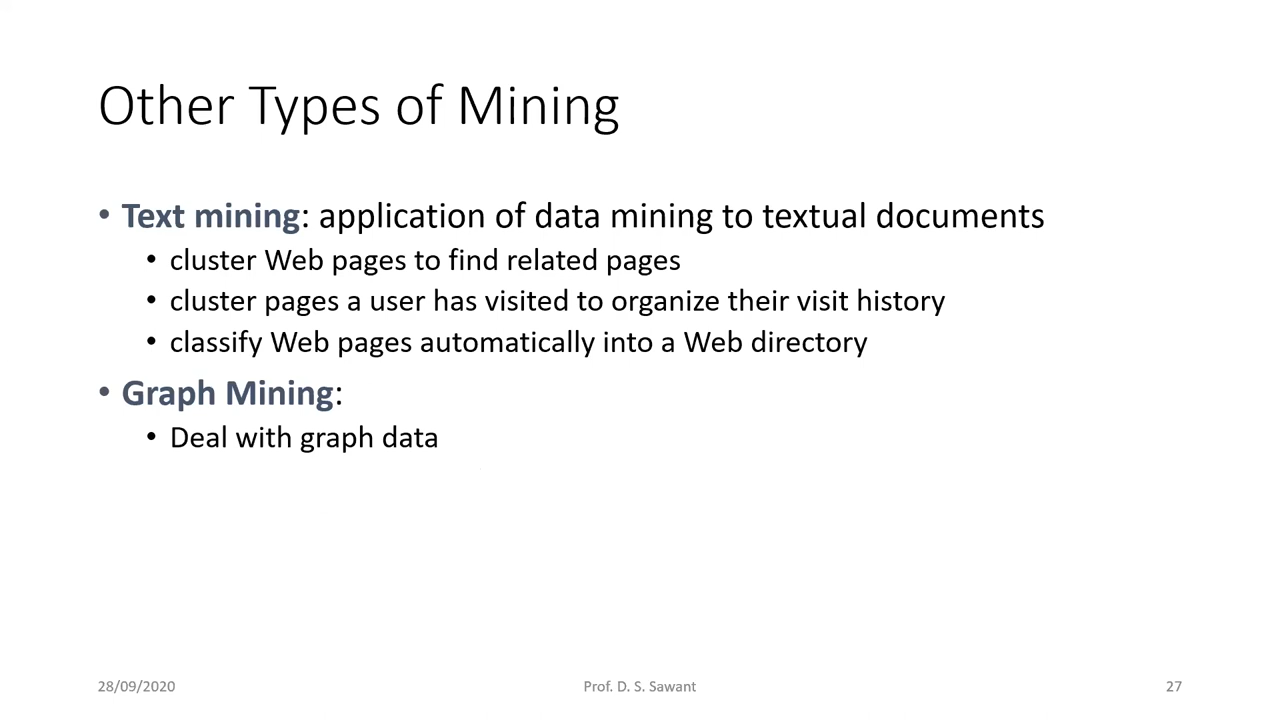 Other Types of Mining
• Text mining: application of data mining to textual documents
• cluster Web pages to find related pages
• cluster pages a user has visited to organize their visit history
• classify Web pages automatically into a Web directory
• Graph Mining:
• Deal with graph data
28/09/2020
Prof. D. S. Sawant
27